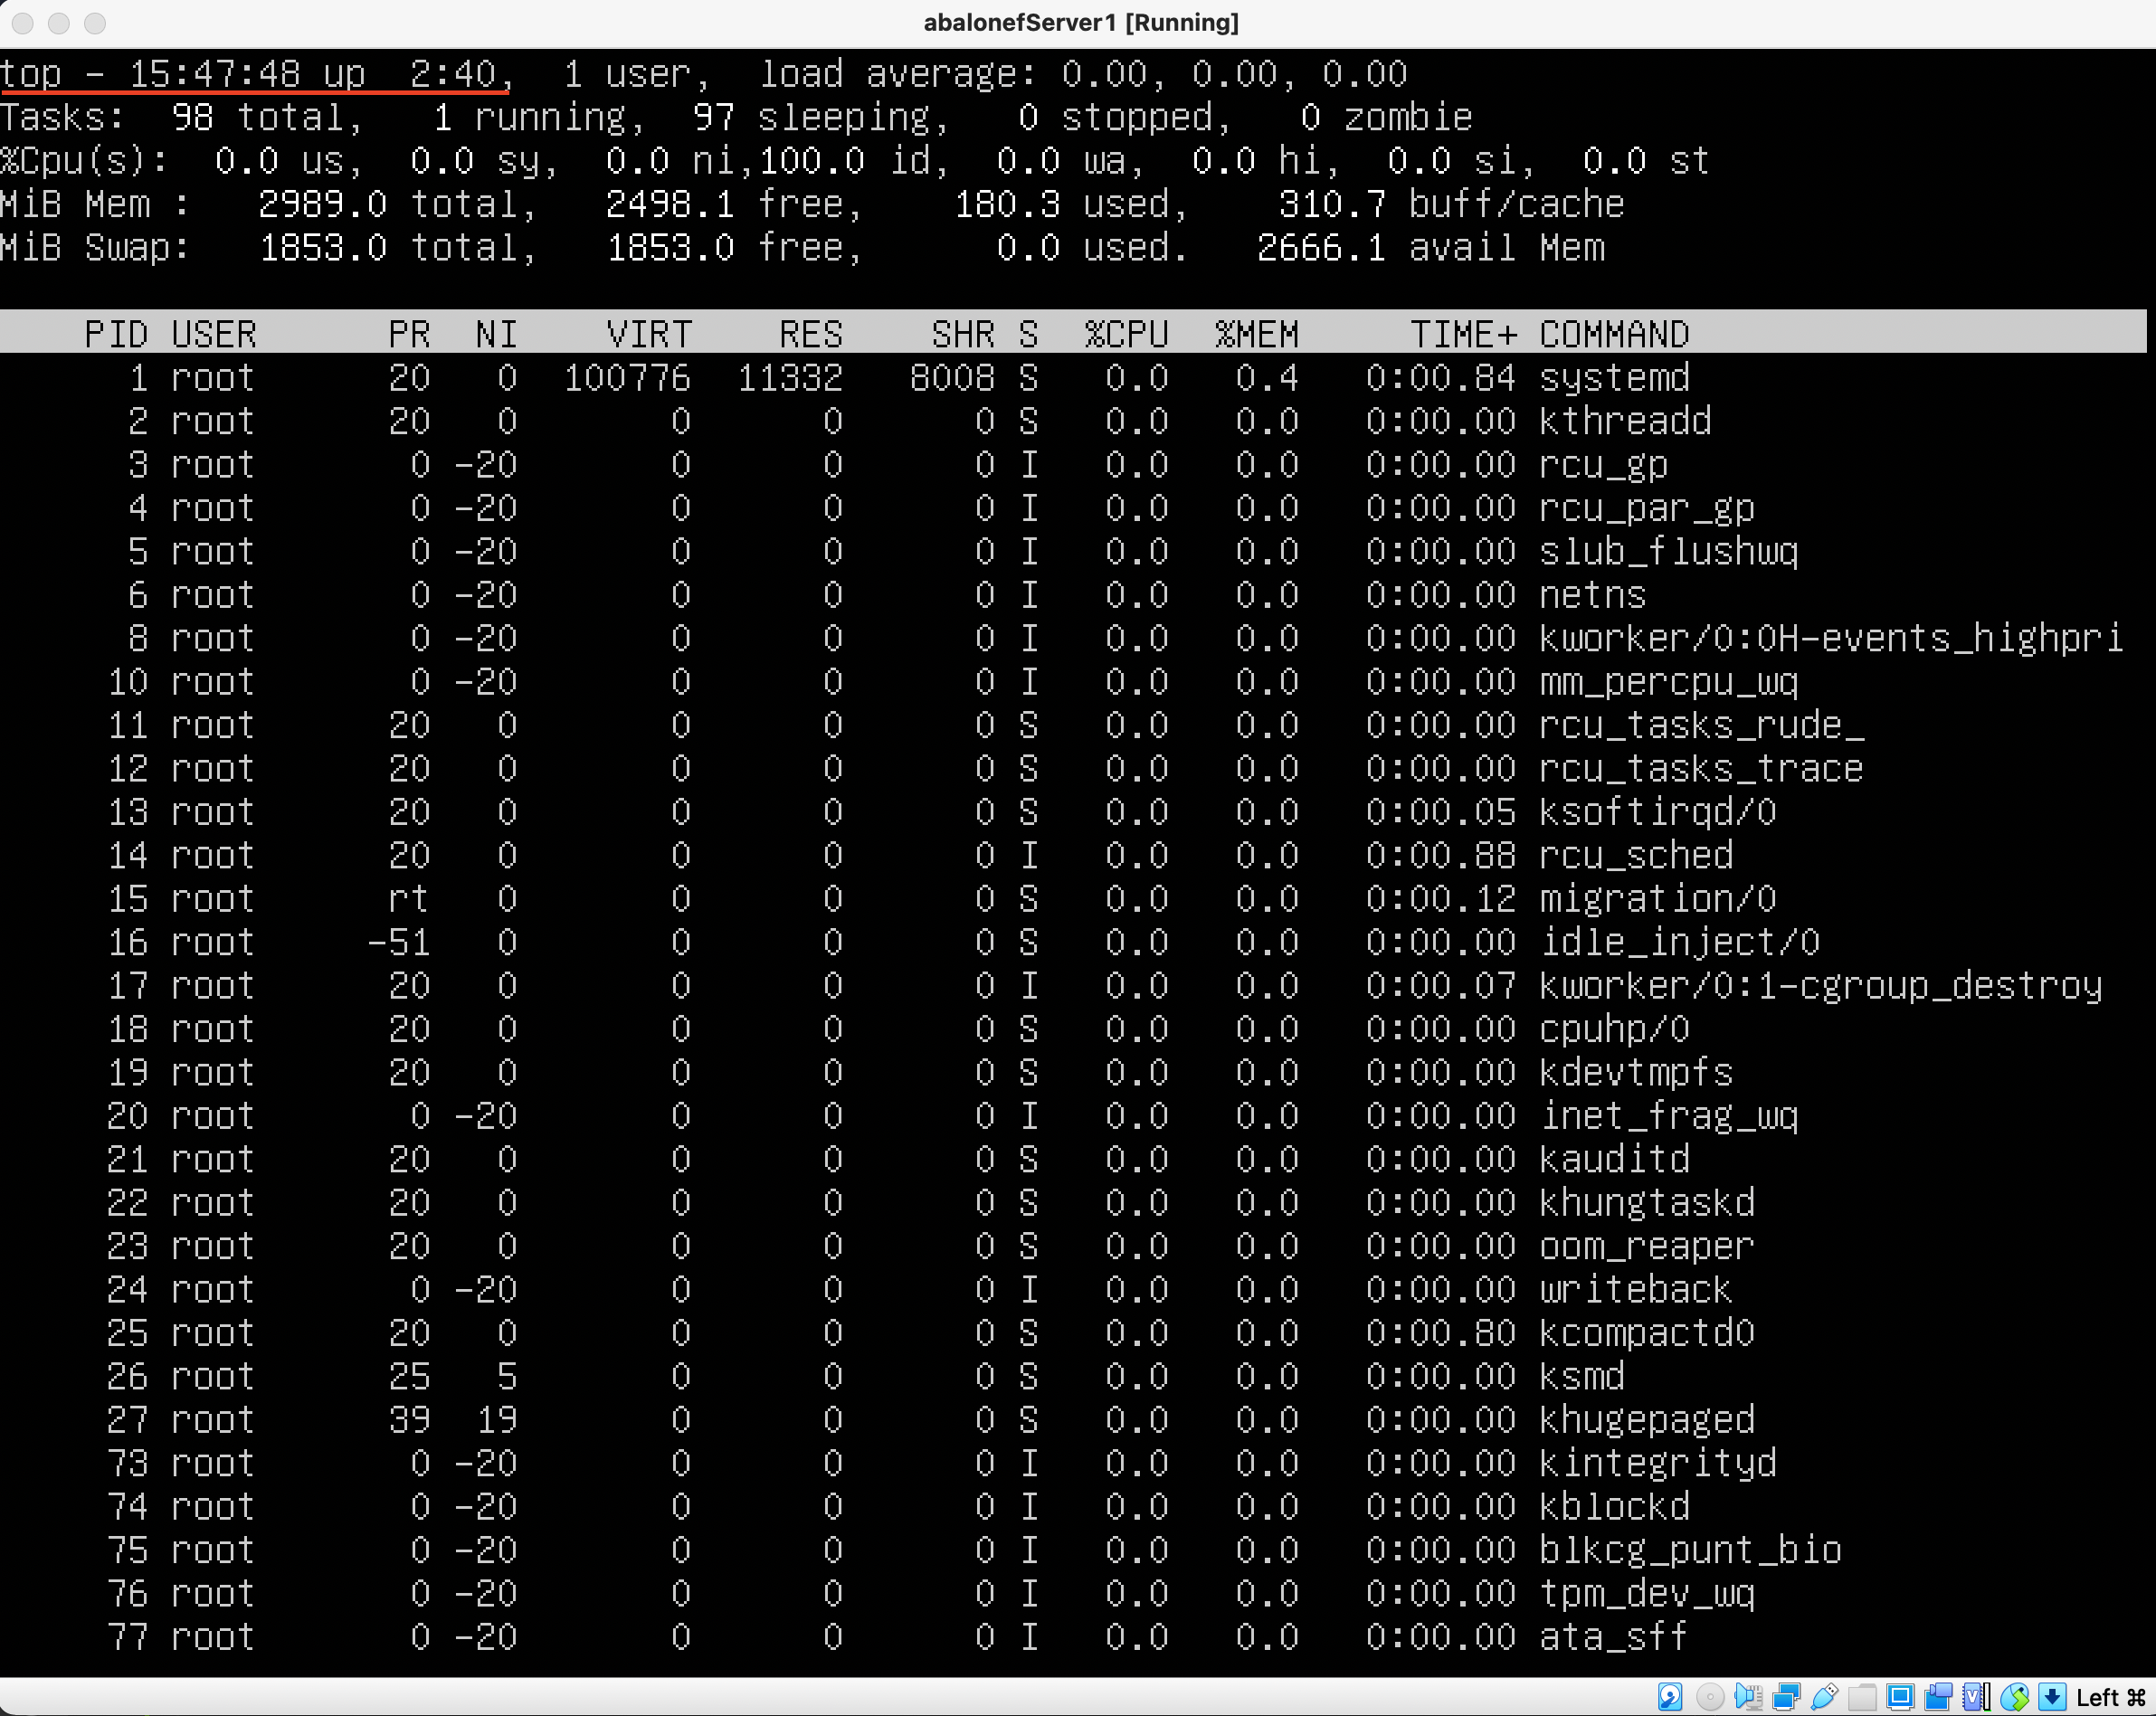 abalonefServer1 [Running]
top - 15:47:48 up  2:40,  1 user,  load average: 0.00, 0.00, 0.00
Tasks:  98 total,   1 running,  97 sleeping,   0 stopped,   0 zombie
%Cpu(s):  0.0 us,  0.0 sy,  0.0 ni,100.0 id,  0.0 wa,  0.0 hi,  0.0 si,  0.0 st
MiB Mem :   2989.0 total,   2498.1 free,    180.3 used,    310.7 buff/cache
MiB Swap:   1853.0 total,   1853.0 free,      0.0 used.   2666.1 avail Mem
PID USER PR NI VIRT RES SHR S %CPU %MEM TIME+ COMMAND
1 root 20 0 100776 11332 8008 S 0.0 0.4 0:00.84 systemd
2 root 20 0 0 0 0 S 0.0 0.0 0:00.00 kthreadd
3 root 0 -20 0 0 0 I 0.0 0.0 0:00.00 rcu_gp
4 root 0 -20 0 0 0 I 0.0 0.0 0:00.00 rcu_par_gp
5 root 0 -20 0 0 0 I 0.0 0.0 0:00.00 slub_flushwq
6 root 0 -20 0 0 0 I 0.0 0.0 0:00.00 netns
8 root 0 -20 0 0 0 I 0.0 0.0 0:00.00 kworker/0:0H-events_highpri
10 root 0 -20 0 0 0 I 0.0 0.0 0:00.00 mm_percpu_wq
11 root 20 0 0 0 0 S 0.0 0.0 0:00.00 rcu_tasks_rude_
12 root 20 0 0 0 0 S 0.0 0.0 0:00.00 rcu_tasks_trace
13 root 20 0 0 0 0 S 0.0 0.0 0:00.05 ksoftirqd/0
14 root 20 0 0 0 0 I 0.0 0.0 0:00.88 rcu_sched
15 root rt 0 0 0 0 S 0.0 0.0 0:00.12 migration/0
16 root -51 0 0 0 0 S 0.0 0.0 0:00.00 idle_inject/0
17 root 20 0 0 0 0 I 0.0 0.0 0:00.07 kworker/0:1-cgroup_destroy
18 root 20 0 0 0 0 S 0.0 0.0 0:00.00 cpuhp/0
19 root 20 0 0 0 0 S 0.0 0.0 0:00.00 kdevtmpfs
20 root 0 -20 0 0 0 I 0.0 0.0 0:00.00 inet_frag_wq
21 root 20 0 0 0 0 S 0.0 0.0 0:00.00 kauditd
22 root 20 0 0 0 0 S 0.0 0.0 0:00.00 khungtaskd
23 root 20 0 0 0 0 S 0.0 0.0 0:00.00 oom_reaper
24 root 0 -20 0 0 0 I 0.0 0.0 0:00.00 writeback
25 root 20 0 0 0 0 S 0.0 0.0 0:00.80 kcompactd0
26 root 25 5 0 0 0 S 0.0 0.0 0:00.00 ksmd
27 root 39 19 0 0 0 S 0.0 0.0 0:00.00 khugepaged
73 root 0 -20 0 0 0 I 0.0 0.0 0:00.00 kintegrityd
74 root 0 -20 0 0 0 I 0.0 0.0 0:00.00 kblockd
75 root 0 -20 0 0 0 I 0.0 0.0 0:00.00 blkcg_punt_bio
76 root 0 -20 0 0 0 I 0.0 0.0 0:00.00 tpm_dev_wq
77 root 0 -20 0 0 0 I 0.0 0.0 0:00.00 ata_sff
Left ⌘